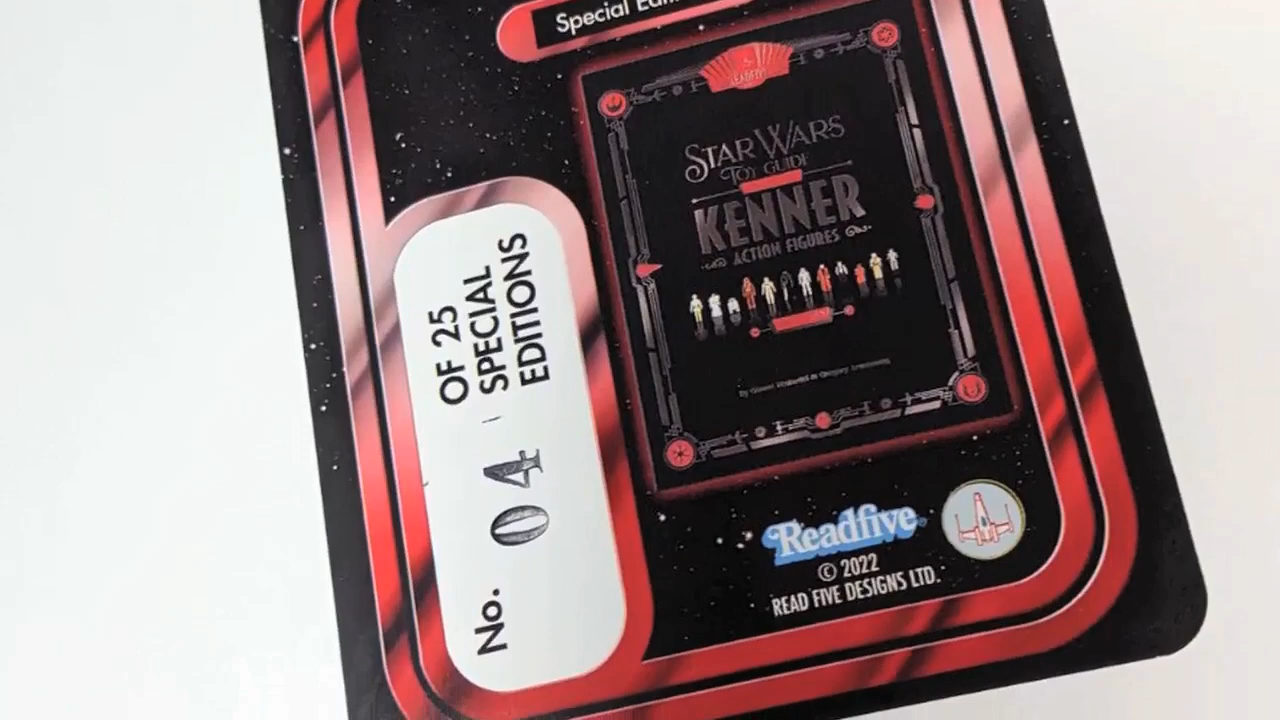 Special
STAR WARS
TOY GUIDE
KENNER
ACTION FIGURES
No. 04 OF 25
SPECIAL
EDITIONS
Readfive
© 2022
READ FIVE DESIGNS LTD.